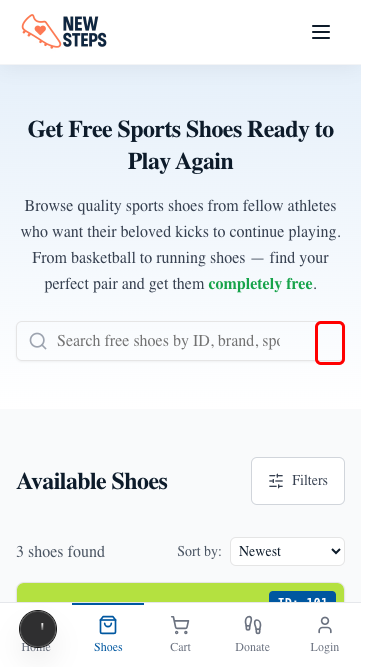 NEW
STEPS
Get Free Sports Shoes Ready to
Play Again
Browse quality sports shoes from fellow athletes
who want their beloved kicks to continue playing.
From basketball to running shoes — find your
perfect pair and get them completely free.
Search free shoes by ID, brand, spo
Available Shoes
Filters
3 shoes found
Sort by:
Newest
ID: 101
Home
Shoes
Cart
Donate
Login